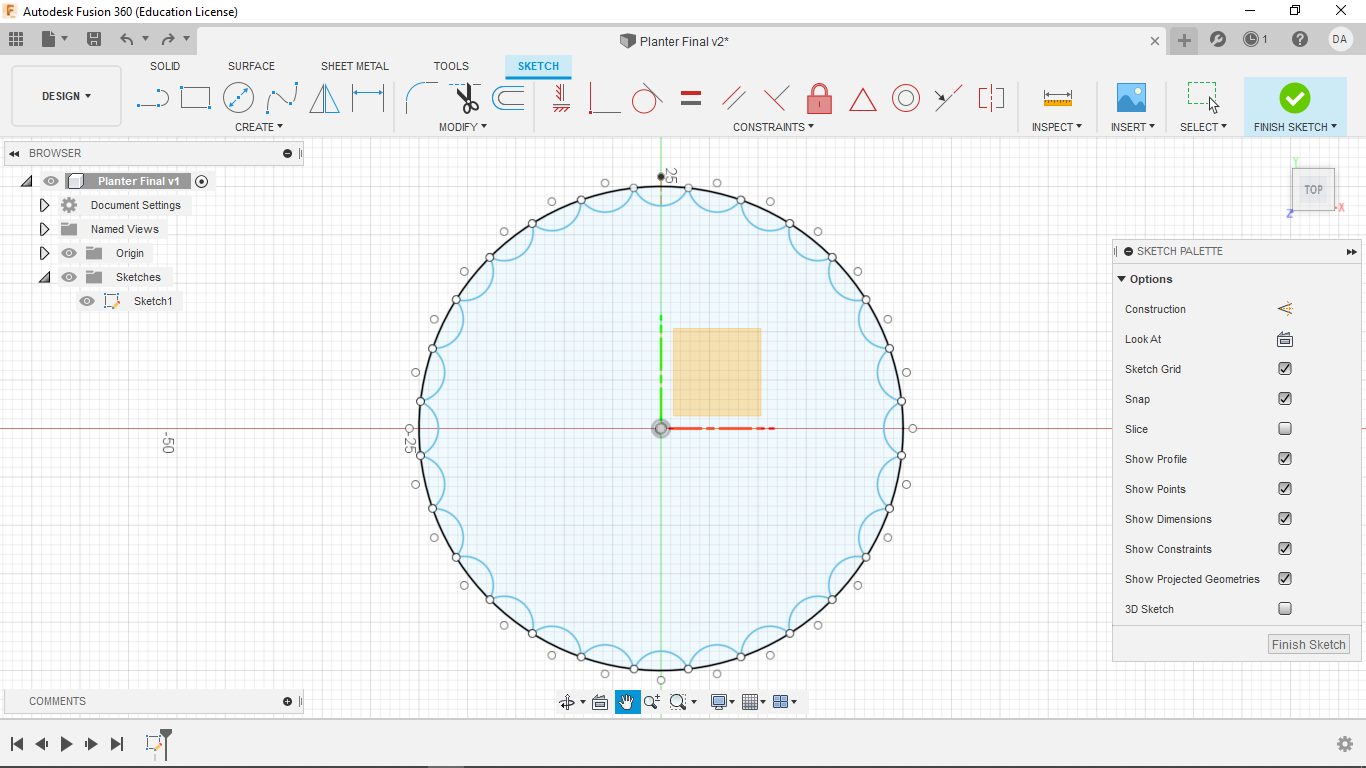 Autodesk Fusion 360 (Education License)
Planter Final v2*
1
DA
DESIGN
SOLID
SURFACE
SHEET METAL
TOOLS
SKETCH
CREATE
MODIFY
CONSTRAINTS
INSPECT
INSERT
SELECT
FINISH SKETCH
BROWSER
Planter Final v1
Document Settings
Named Views
Origin
Sketches
Sketch1
25
-25
-50
Y
TOP
Z
X
SKETCH PALETTE
Options
Construction
Look At
Sketch Grid
Snap
Slice
Show Profile
Show Points
Show Dimensions
Show Constraints
Show Projected Geometries
3D Sketch
Finish Sketch
COMMENTS